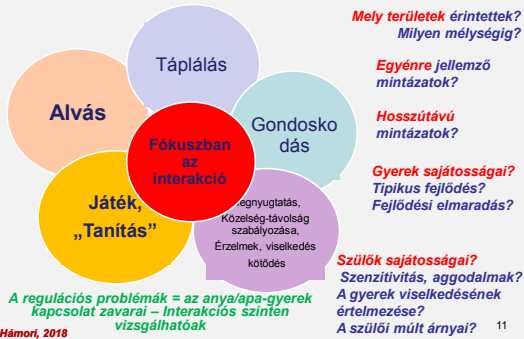 Táplálás
Alvás
Gondosko
dás
Fókuszban
az
interakció
Játék,
„Tanítás”
egnyugtatás,
Közelség-távolság
szabályozása,
Érzelmek, viselkedés
kötődés
A regulációs problémák = az anya/apa-gyerek
kapcsolat zavarai – Interakciós szinten
vizsgálhatóak
Hámori, 2018
Mely területek érintettek?
Milyen mélységig?
Egyénre jellemző
mintázatok?
Hosszútávú
mintázatok?
Gyerek sajátosságai?
Tipikus fejlődés?
Fejlődési elmaradás?
Szülők sajátosságai?
Szenzitivitás, aggodalmak?
A gyerek viselkedésének
értelmezése?
A szülői múlt árnyai?
11